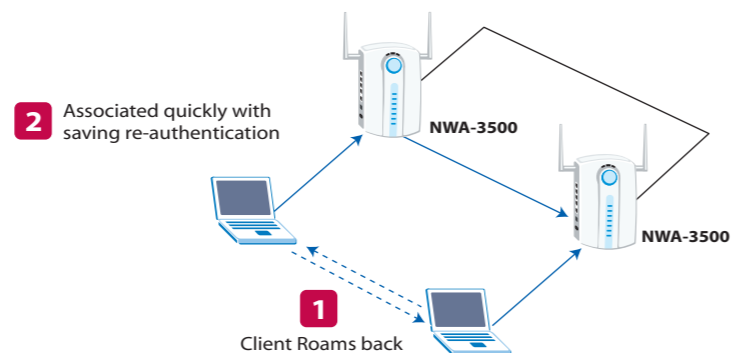 2
Associated quickly with
saving re-authentication
NWA-3500
NWA-3500
1
Client Roams back